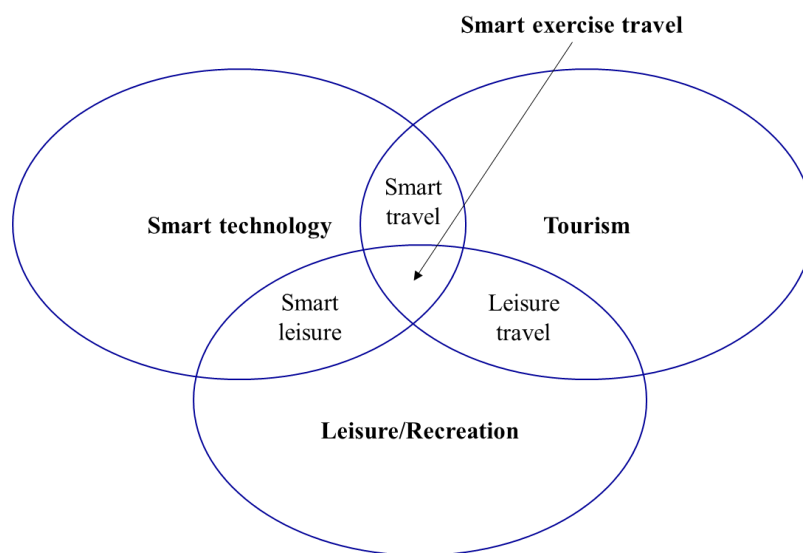 Smart exercise travel
Smart
travel
Smart technology
Tourism
Smart
leisure
Leisure
travel
Leisure/Recreation